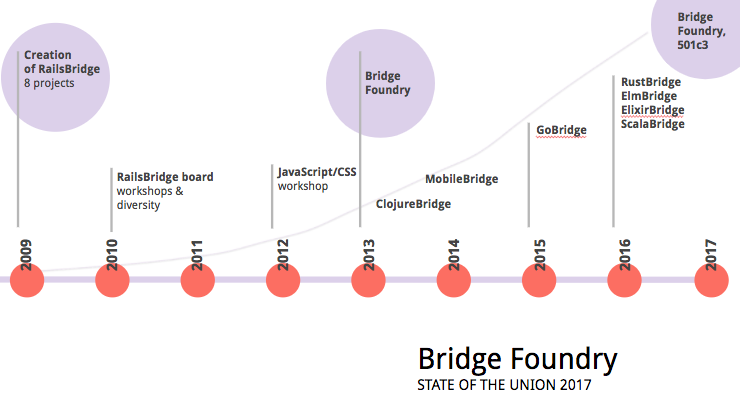 Creation
of RailsBridge
8 projects
RailsBridge board
workshops &
diversity
JavaScript/CSS
workshop
Bridge
Foundry
ClojureBridge
MobileBridge
GoBridge
RustBridge
ElmBridge
ElixirBridge
ScalaBridge
Bridge
Foundry,
501c3
2009
2010
2011
2012
2013
2014
2015
2016
2017
Bridge Foundry
STATE OF THE UNION 2017